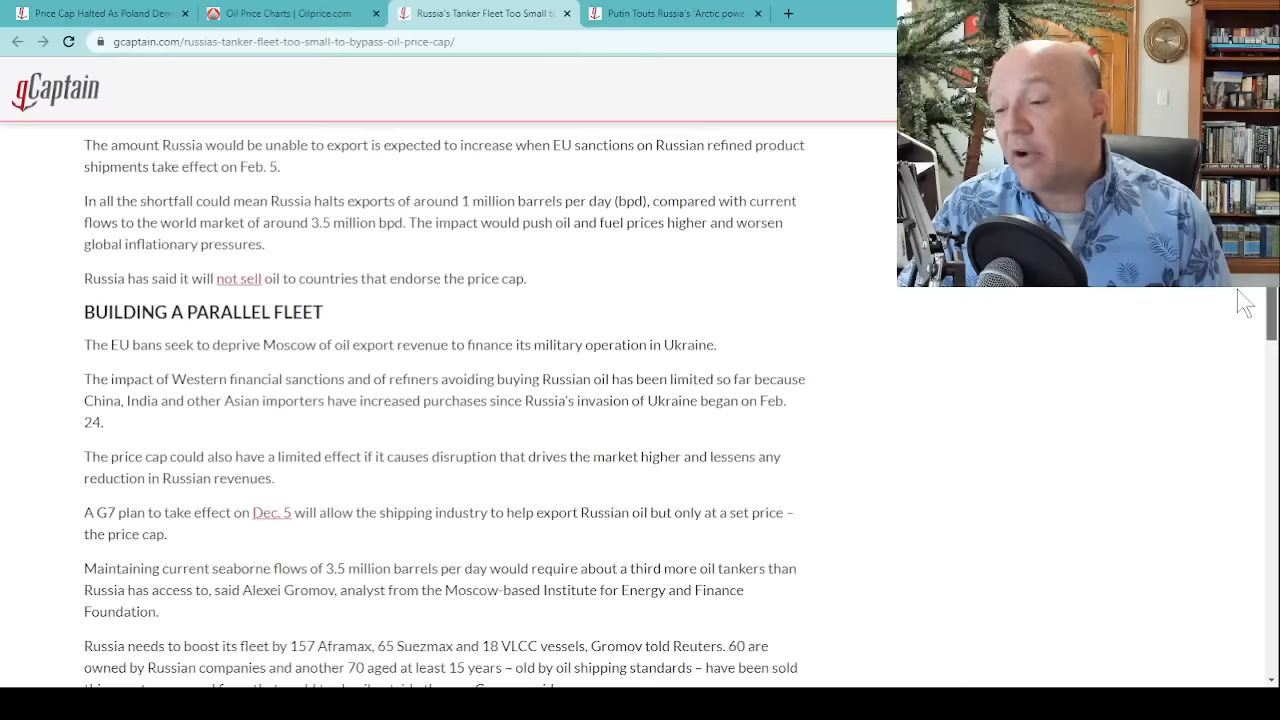 Price Cap Halted As Poland Dem
Oil Price Charts | Oilprice.com
Russia's Tanker Fleet Too Small to
Putin Touts Russia's 'Arctic power
gcaptain.com/russias-tanker-fleet-too-small-to-bypass-oil-price-cap/
gCaptain
The amount Russia would be unable to export is expected to increase when EU sanctions on Russian refined product
shipments take effect on Feb. 5.
In all the shortfall could mean Russia halts exports of around 1 million barrels per day (bpd), compared with current
flows to the world market of around 3.5 million bpd. The impact would push oil and fuel prices higher and worsen
global inflationary pressures.
Russia has said it will not sell oil to countries that endorse the price cap.
BUILDING A PARALLEL FLEET
The EU bans seek to deprive Moscow of oil export revenue to finance its military operation in Ukraine.
The impact of Western financial sanctions and of refiners avoiding buying Russian oil has been limited so far because
China, India and other Asian importers have increased purchases since Russia's invasion of Ukraine began on Feb.
24.
The price cap could also have a limited effect if it causes disruption that drives the market higher and lessens any
reduction in Russian revenues.
A G7 plan to take effect on Dec. 5 will allow the shipping industry to help export Russian oil but only at a set price –
the price cap.
Maintaining current seaborne flows of 3.5 million barrels per day would require about a third more oil tankers than
Russia has access to, said Alexei Gromov, analyst from the Moscow-based Institute for Energy and Finance
Foundation.
Russia needs to boost its fleet by 157 Aframax, 65 Suezmax and 18 VLCC vessels, Gromov told Reuters. 60 are
owned by Russian companies and another 70 aged at least 15 years – old by oil shipping standards – have been sold